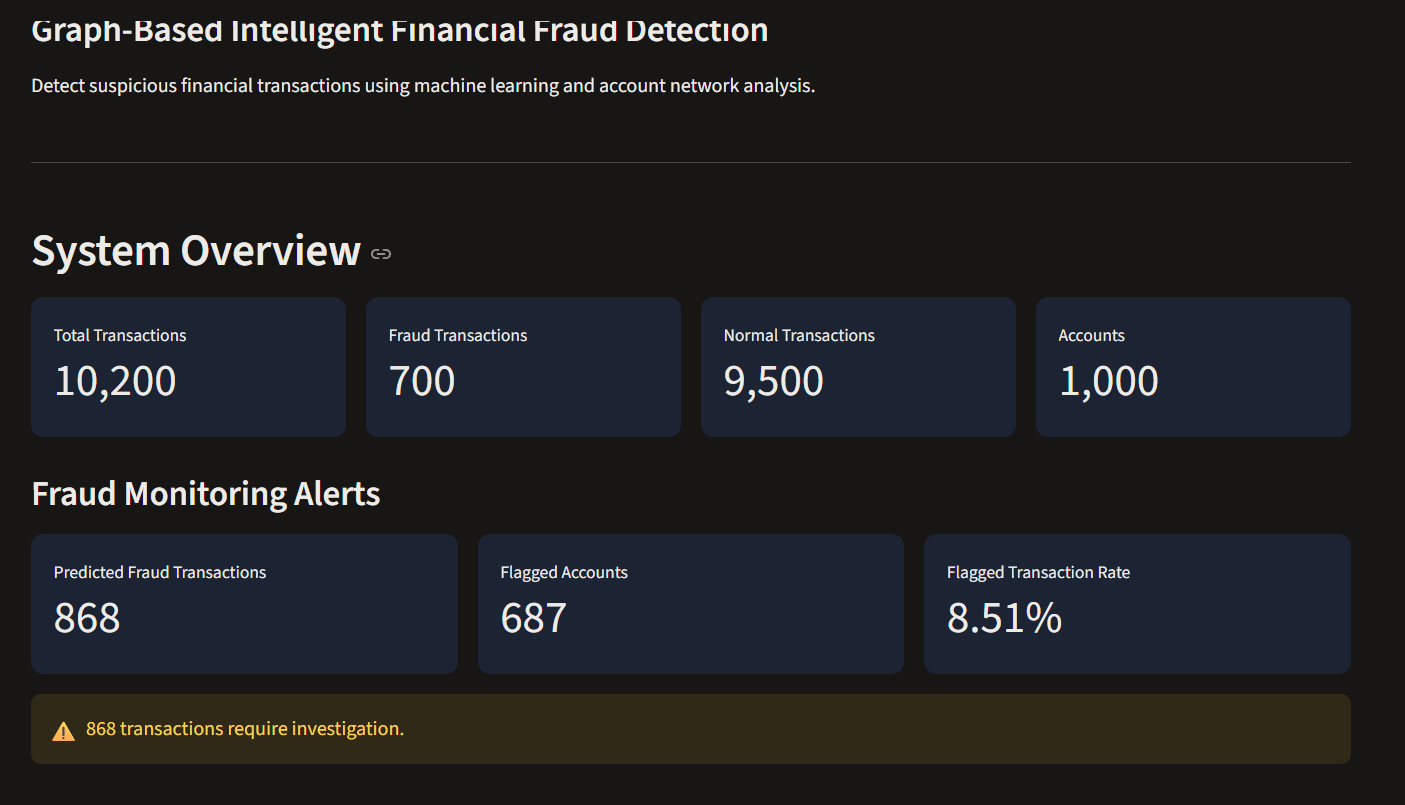 Graph-Based Intelligent Financial Fraud Detection
Detect suspicious financial transactions using machine learning and account network analysis.
System Overview
Total Transactions
10,200
Fraud Transactions
700
Normal Transactions
9,500
Accounts
1,000
Fraud Monitoring Alerts
Predicted Fraud Transactions
868
Flagged Accounts
687
Flagged Transaction Rate
8.51%
868 transactions require investigation.